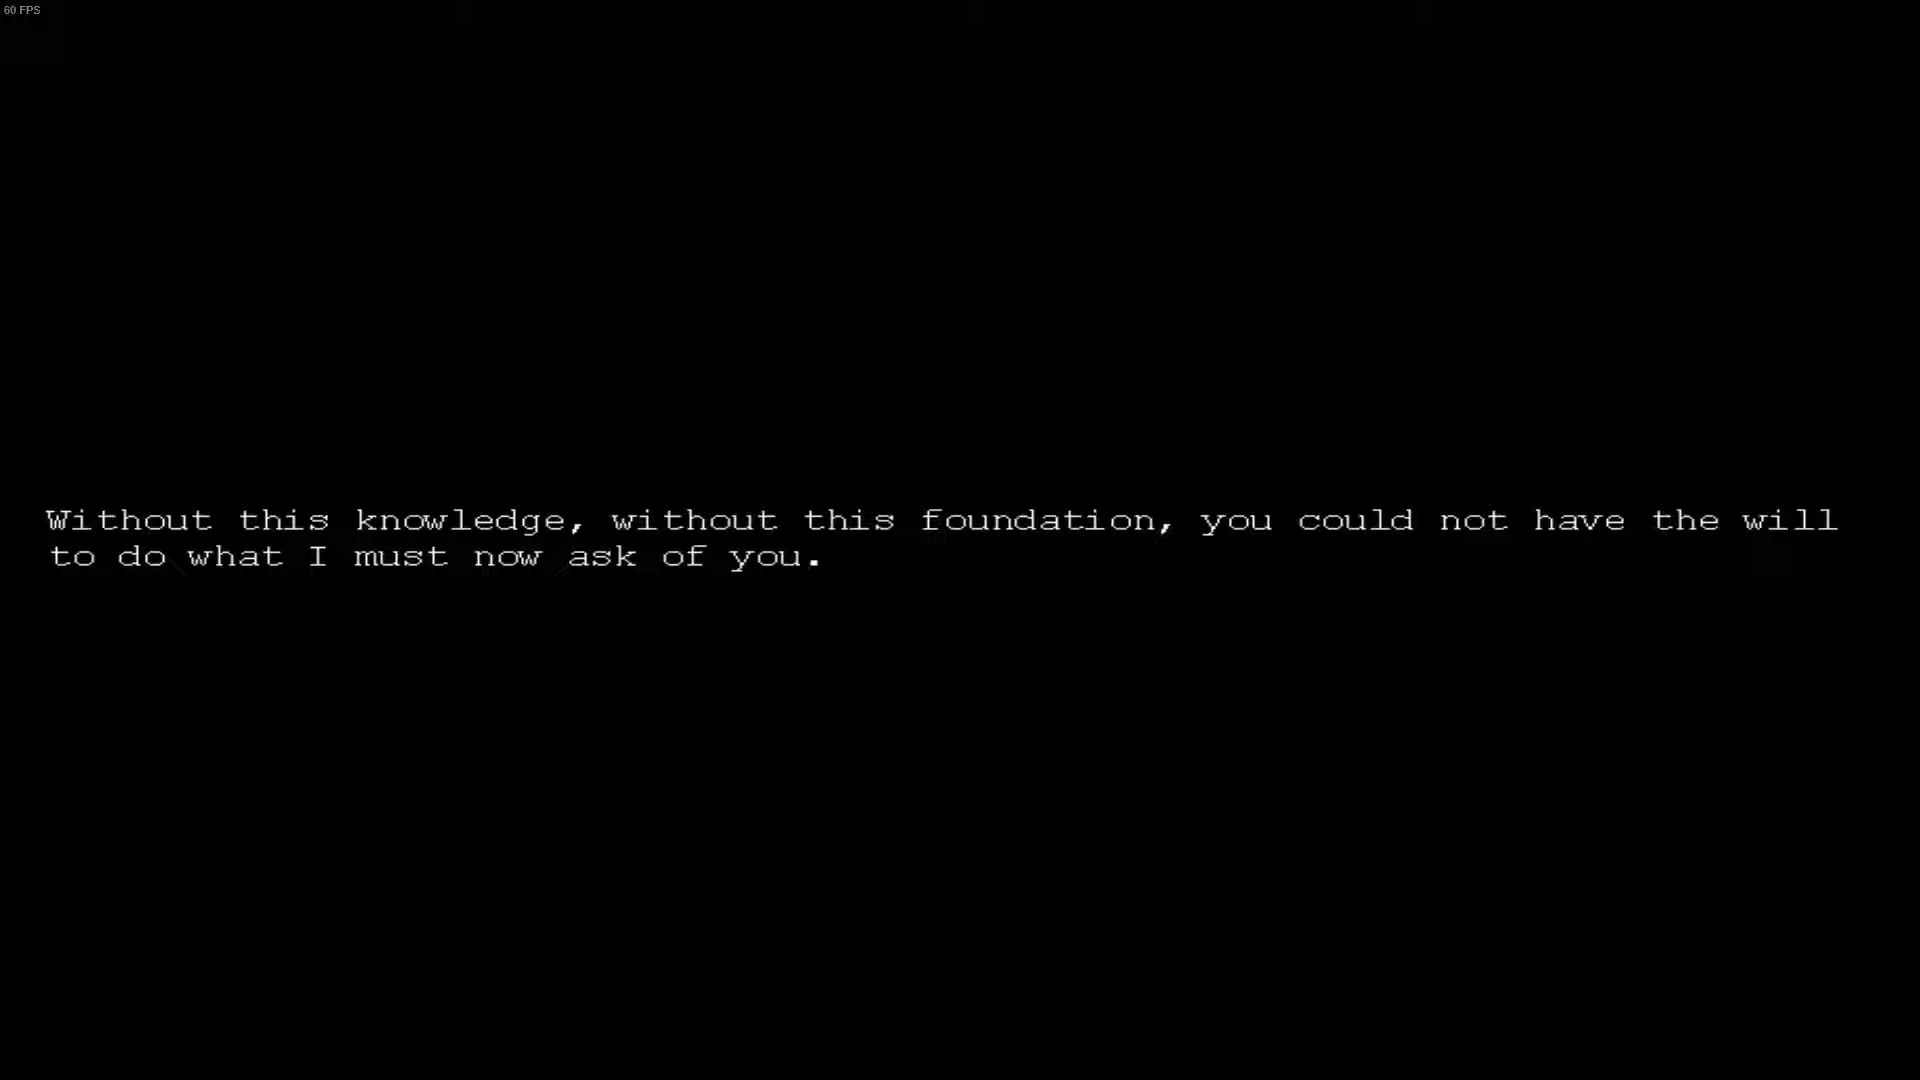 60 FPS
Without this knowledge, without this foundation, you could not have the will
to do what I must now ask of you.